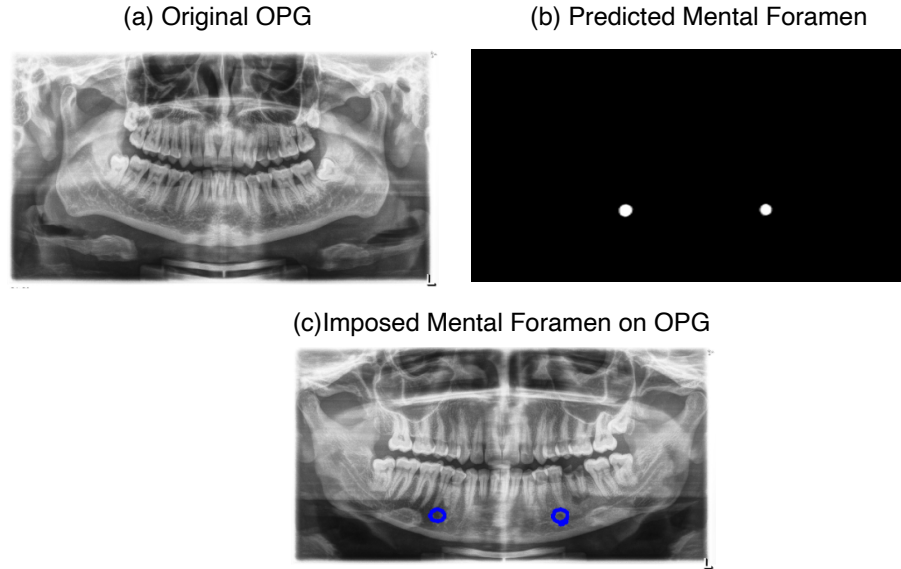 (a) Original OPG
(b) Predicted Mental Foramen
(c)Imposed Mental Foramen on OPG
L
L